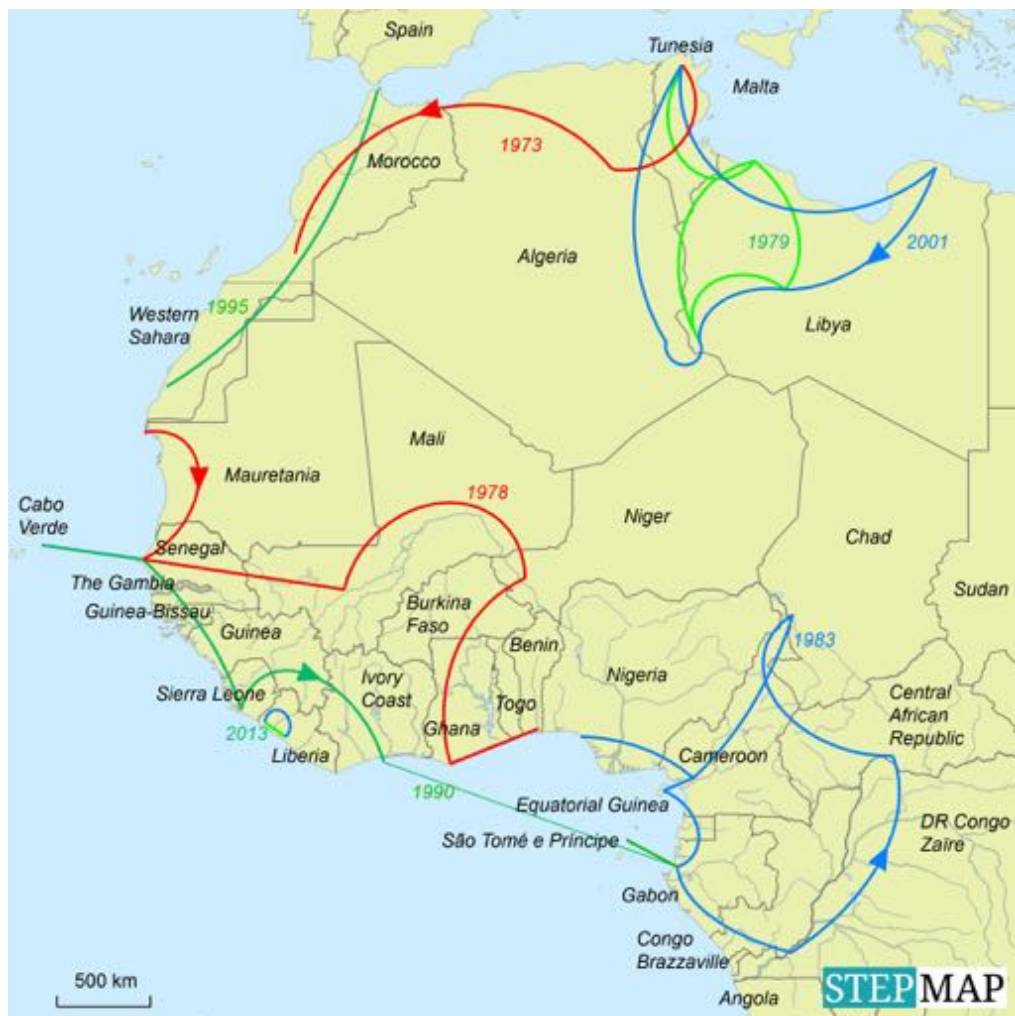 Spain
Tunesia
Malta
1973
Morocco
1979
2001
Algeria
1995
Western
Sahara
Libya
Mali
Mauretania
1978
Cabo
Verde
Niger
Chad
Senegal
The Gambia
Sudan
Guinea-Bissau
Burkina
Faso
Guinea
1983
Benin
Nigeria
Ivory
Coast
Sierra Leone
Central
African
Republic
Togo
Ghana
2013
Liberia
Cameroon
1990
Equatorial Guinea
São Tomé e Príncipe
DR Congo
Zaïre
Gabon
Congo
Brazzaville
500 km
Angola
STEPMAP